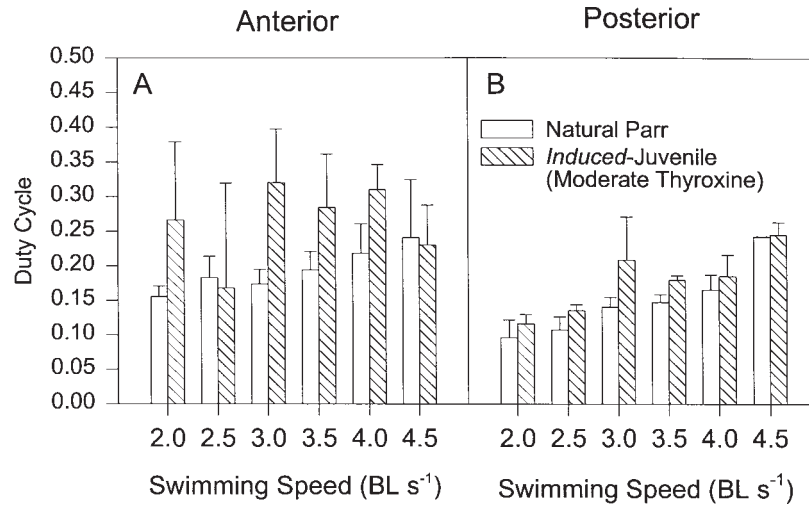 Anterior
Posterior
Duty Cycle
0.50
0.45
0.40
0.35
0.30
0.25
0.20
0.15
0.10
0.05
0.00
A
B
Natural Parr
Induced-Juvenile
(Moderate Thyroxine)
2.0 2.5 3.0 3.5 4.0 4.5
2.0 2.5 3.0 3.5 4.0 4.5
Swimming Speed (BL s⁻¹)
Swimming Speed (BL s⁻¹)